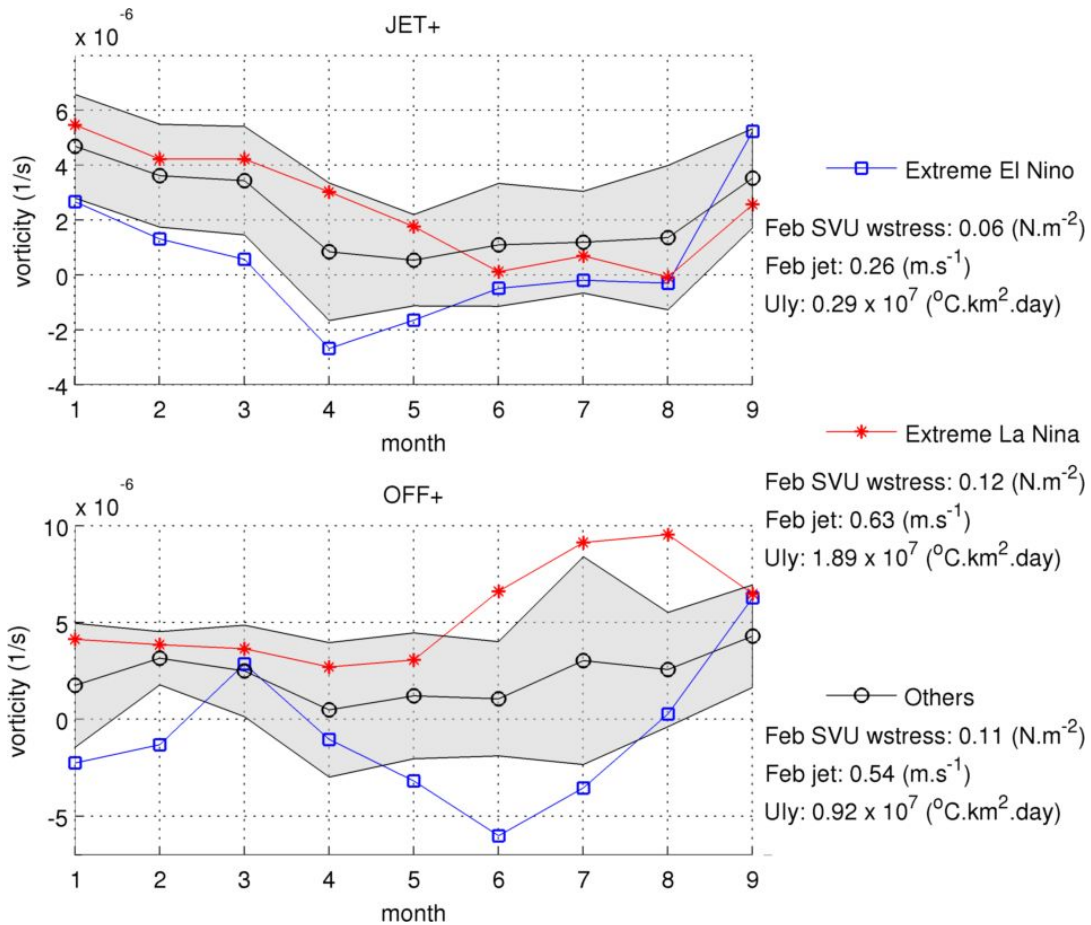 x 10^-6
JET+
6
4
2
0
-2
-4
vorticity (1/s)
1 2 3 4 5 6 7 8 9
month
Extreme El Nino
Feb SVU wstress: 0.06 (N.m^-2)
Feb jet: 0.26 (m.s^-1)
Uly: 0.29 x 10^7 (°C.km^2.day)
Extreme La Nina
Feb SVU wstress: 0.12 (N.m^-2)
Feb jet: 0.63 (m.s^-1)
Uly: 1.89 x 10^7 (°C.km^2.day)
x 10^-6
OFF+
10
5
0
-5
vorticity (1/s)
1 2 3 4 5 6 7 8 9
month
Others
Feb SVU wstress: 0.11 (N.m^-2)
Feb jet: 0.54 (m.s^-1)
Uly: 0.92 x 10^7 (°C.km^2.day)